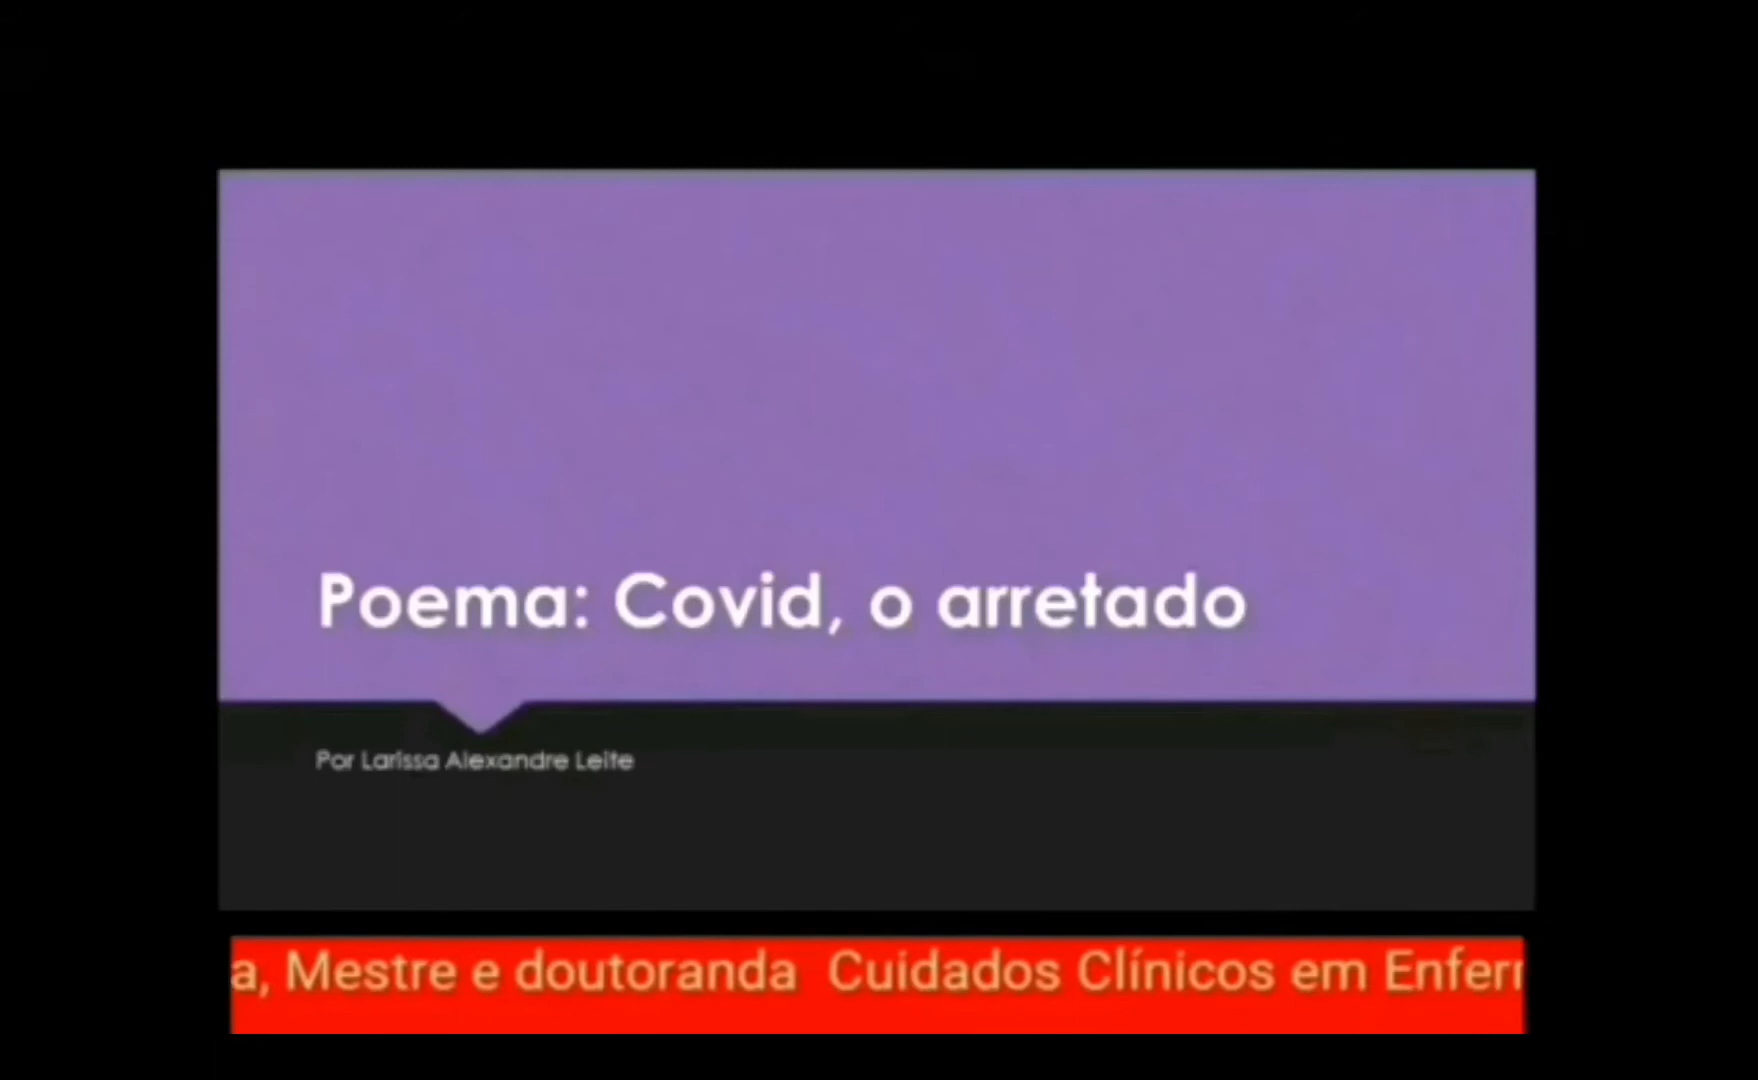 Poema: Covid, o arretado
Por Larissa Alexandre Leite
a, Mestre e doutoranda Cuidados Clínicos em Enfer